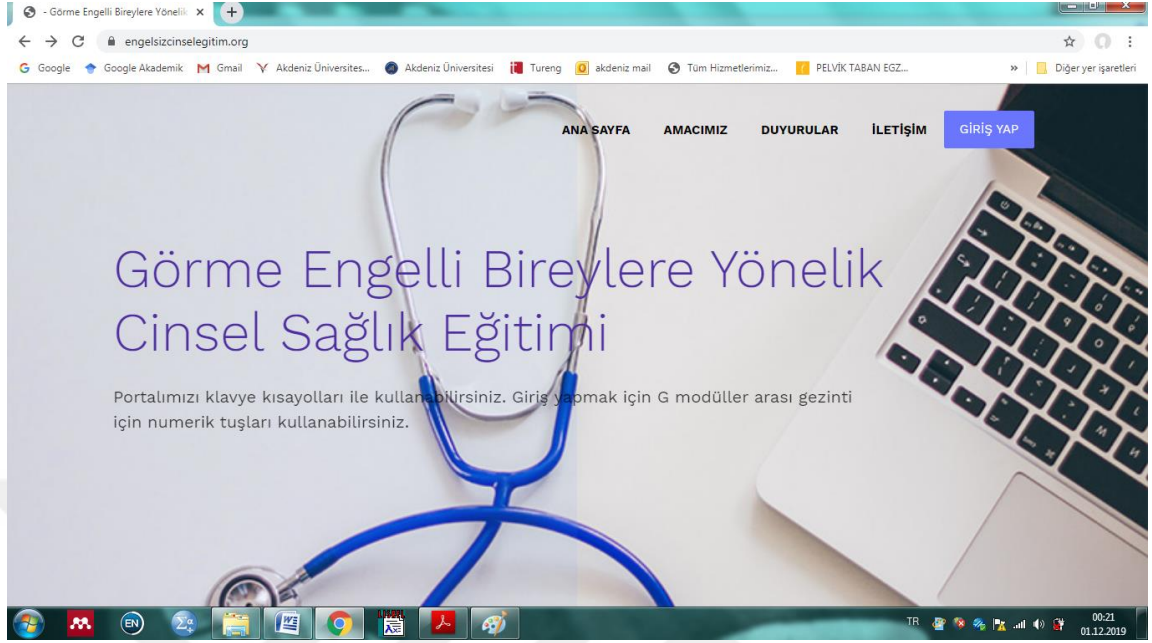 - Görme Engelli Bireylere Yönelik
engelsizcinselegitim.org
Google Google Akademik Gmail Akdeniz Üniversites... Akdeniz Üniversitesi Tureng akdeniz mail Tüm Hizmetlerimiz... PELVİK TABAN EGZ... Diğer yer işaretleri
ANA SAYFA AMACIMIZ DUYURULAR İLETİŞİM GİRİŞ YAP
Görme Engelli Bireylere Yönelik
Cinsel Sağlık Eğitimi
Portalımızı klavye kısayolları ile kullanabilirsiniz. Giriş yapmak için G modüller arası gezinti
için numerik tuşları kullanabilirsiniz.
EN
TR
00:21
01.12.2019